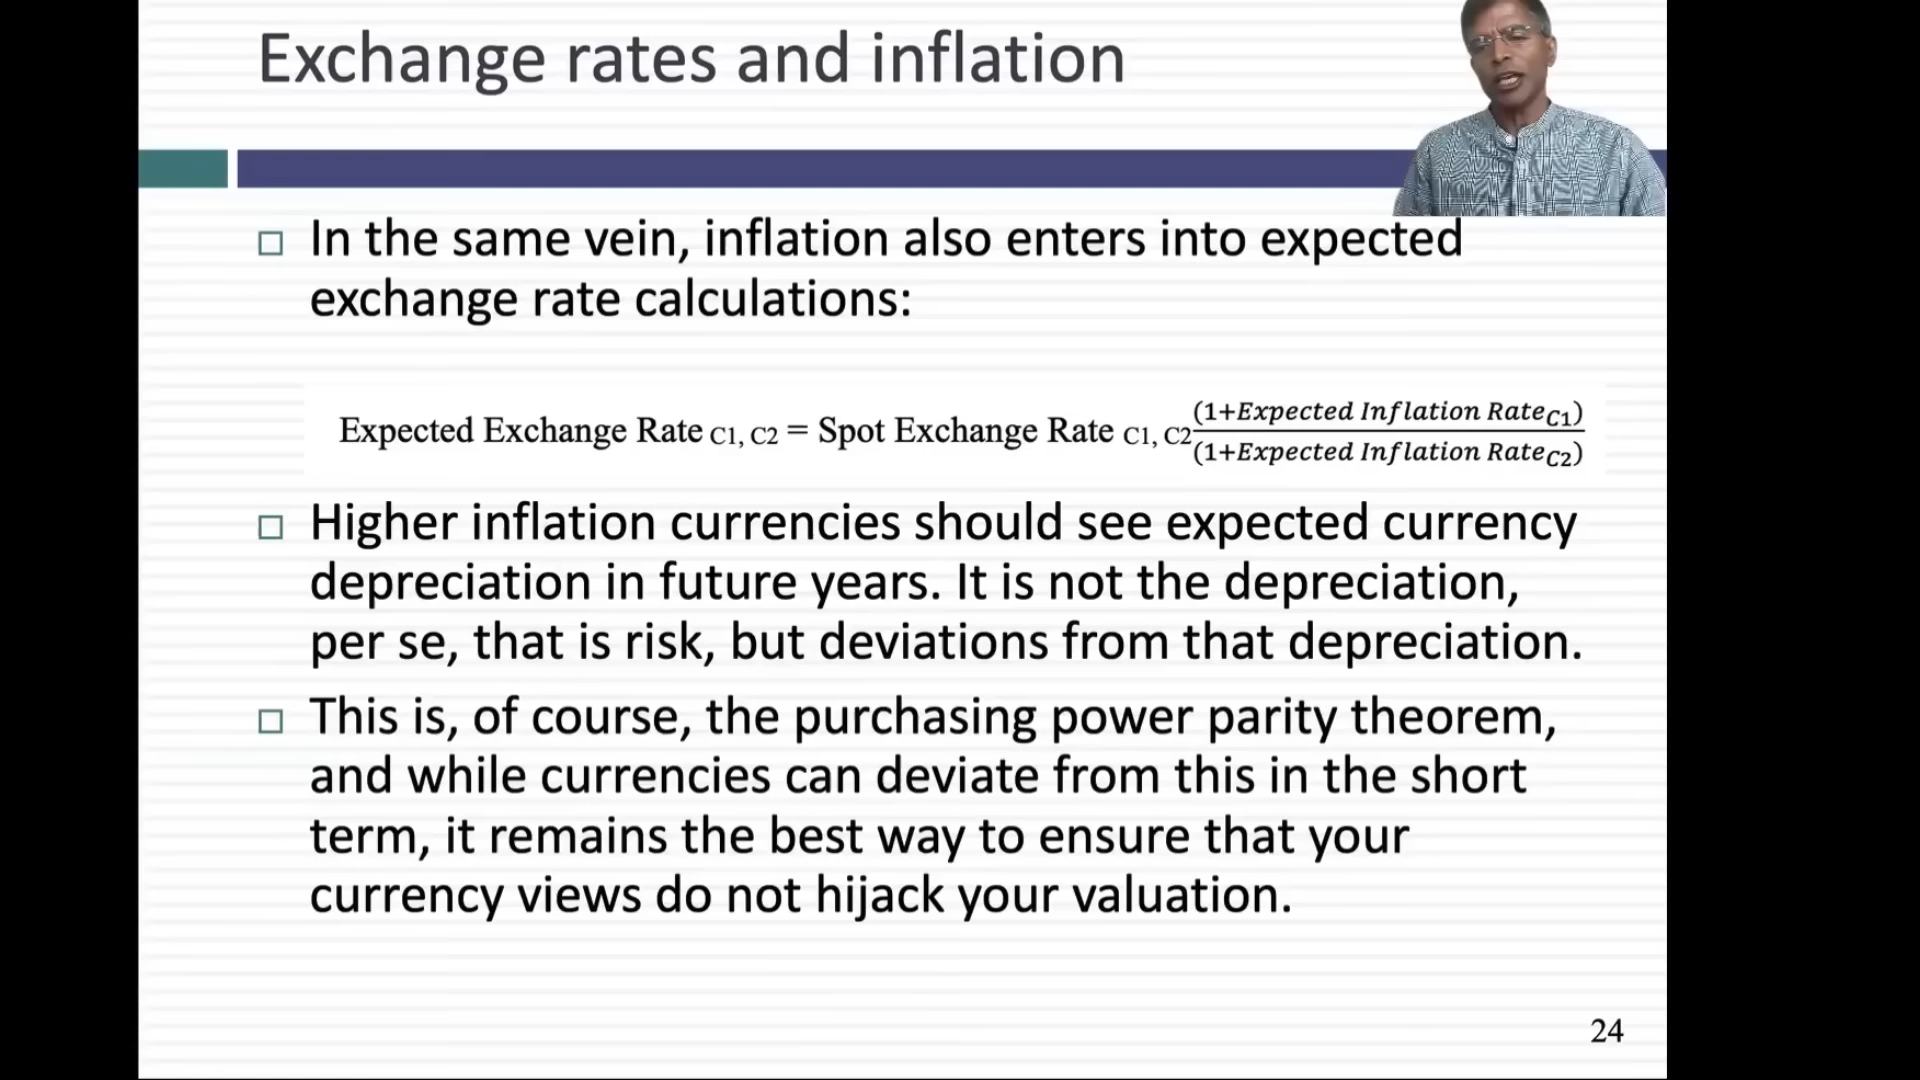 Exchange rates and inflation
In the same vein, inflation also enters into expected
exchange rate calculations:
Expected Exchange Rate C1, C2 = Spot Exchange Rate C1, C2 (1+Expected Inflation RateC1)
(1+Expected Inflation RateC2)
Higher inflation currencies should see expected currency
depreciation in future years. It is not the depreciation,
per se, that is risk, but deviations from that depreciation.
This is, of course, the purchasing power parity theorem,
and while currencies can deviate from this in the short
term, it remains the best way to ensure that your
currency views do not hijack your valuation.
24